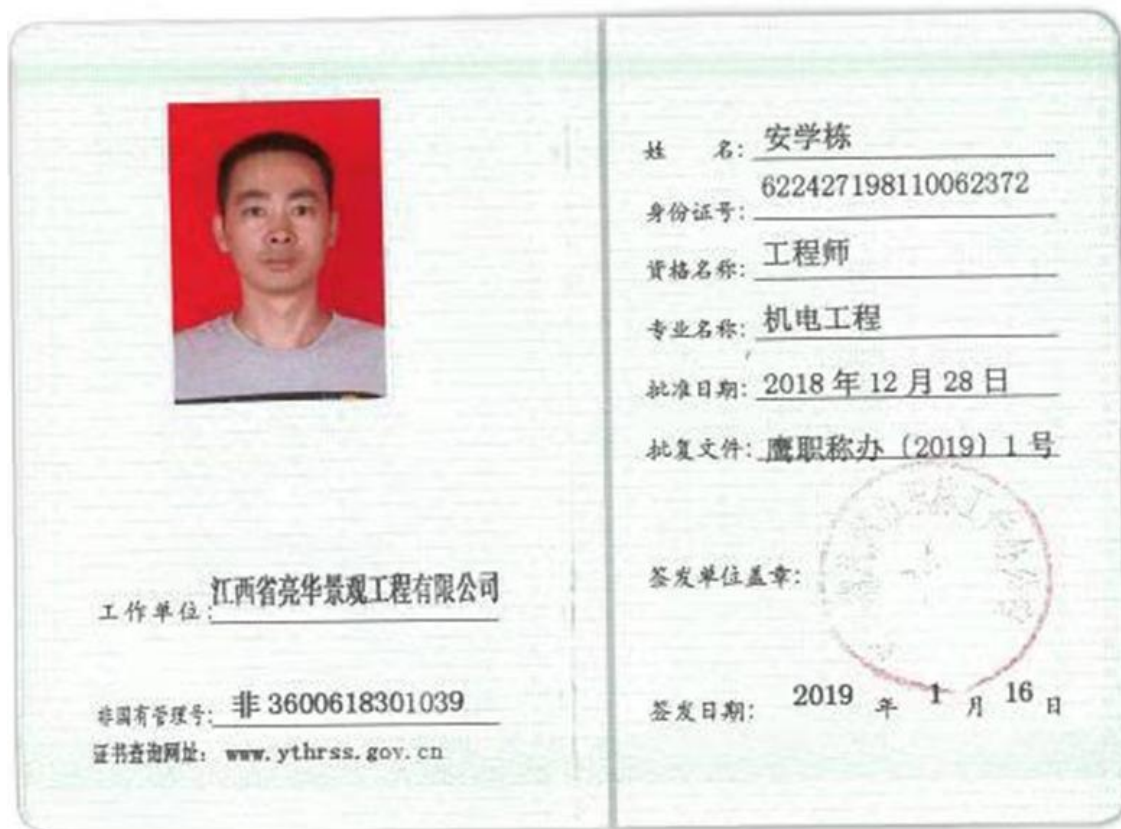 工作单位:江西省亮华景观工程有限公司
非国有管理号:非 3600618301039
证书查询网址: www.ythrss.gov.cn
姓 名:安学栋
身份证号:622427198110062372
资格名称:工程师
专业名称:机电工程
批准日期:2018 年 12 月 28 日
批复文件:鹰职称办〔2019〕1 号
签发单位盖章:
签发日期: 2019 年 1 月 16 日